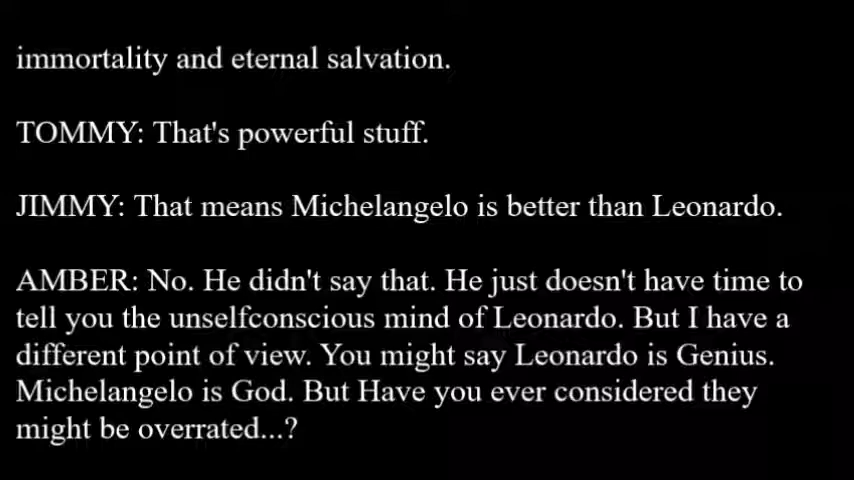 immortality and eternal salvation.
TOMMY: That's powerful stuff.
JIMMY: That means Michelangelo is better than Leonardo.
AMBER: No. He didn't say that. He just doesn't have time to
tell you the unselfconscious mind of Leonardo. But I have a
different point of view. You might say Leonardo is Genius.
Michelangelo is God. But Have you ever considered they
might be overrated...?